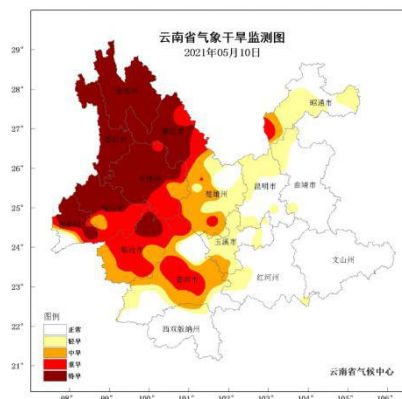 云南省气象干旱监测图
2021年05月10日
29°
28°
27°
26°
25°
24°
23°
22°
21°
昭通市
丽江市
楚雄州
昆明市
曲靖市
玉溪市
临沧市
普洱市
红河州
文山州
西双版纳州
图例
正常
轻旱
中旱
重旱
特旱
云南省气候中心
98°
99°
100°
101°
102°
103°
104°
105°
106°